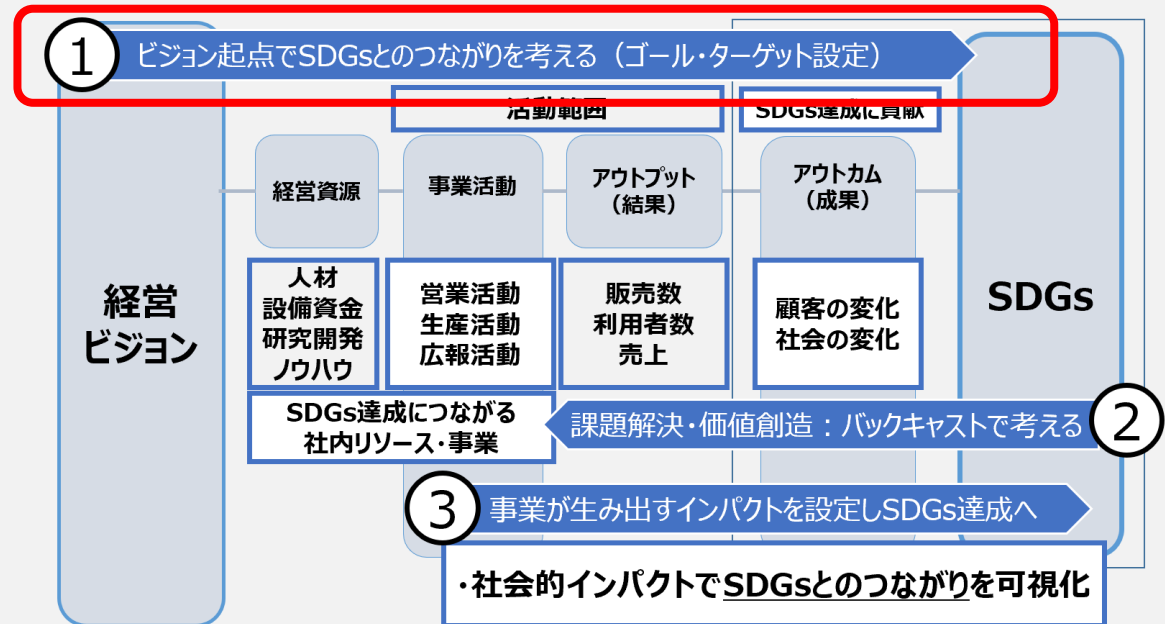 ① ビジョン起点でSDGsとのつながりを考える（ゴール・ターゲット設定）
活動範囲
SDGs達成に貢献
経営資源
事業活動
アウトプット
（結果）
アウトカム
（成果）
経営
ビジョン
人材
設備資金
研究開発
ノウハウ
営業活動
生産活動
広報活動
販売数
利用者数
売上
顧客の変化
社会の変化
SDGs
SDGs達成につながる
社内リソース・事業
課題解決・価値創造：バックキャストで考える ②
③ 事業が生み出すインパクトを設定しSDGs達成へ
・社会的インパクトでSDGsとのつながりを可視化